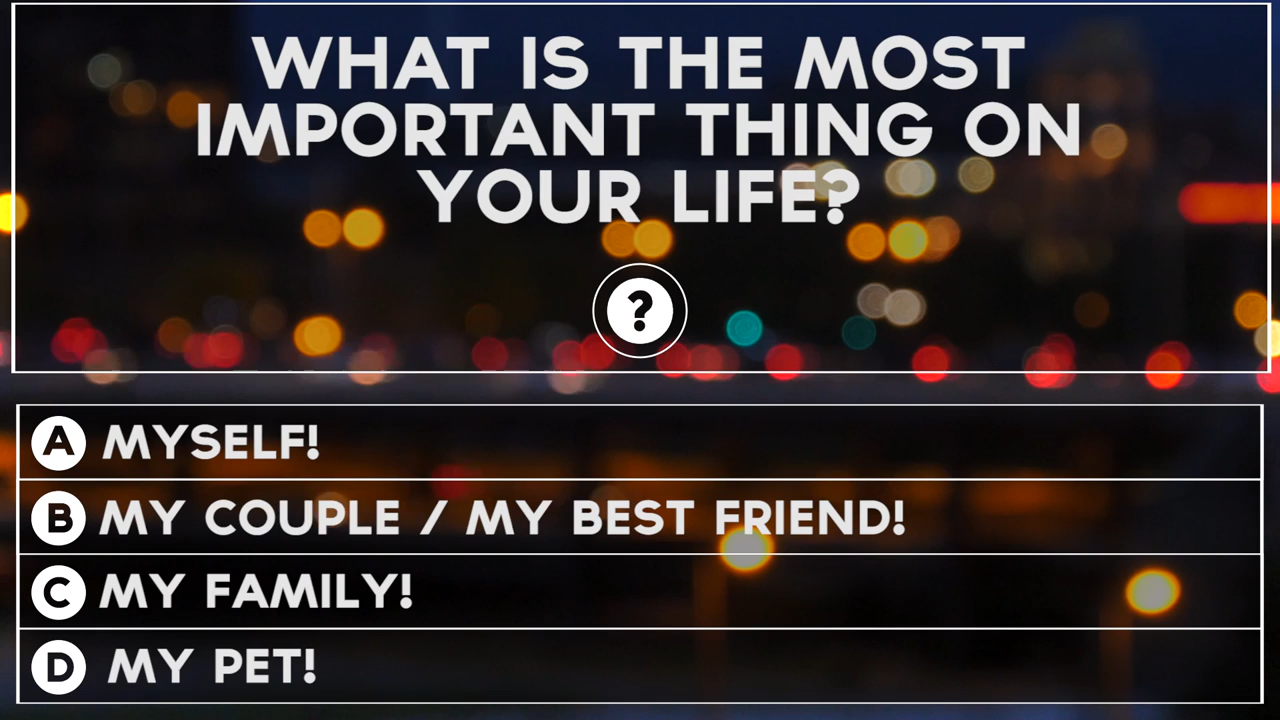 WHAT IS THE MOST
IMPORTANT THING ON
YOUR LIFE?
?
A MYSELF!
B MY COUPLE / MY BEST FRIEND!
C MY FAMILY!
D MY PET!